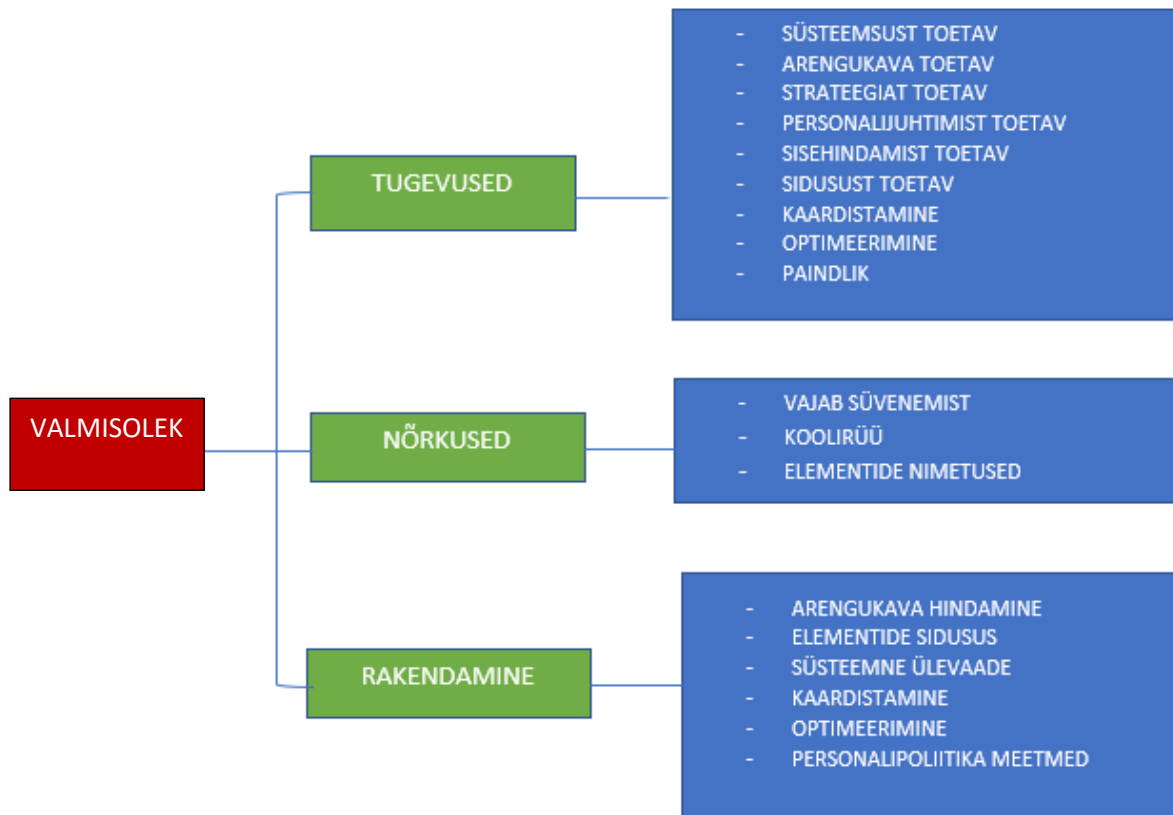 VALMISOLEK
TUGEVUSED
- SÜSTEEMSUST TOETAV
- ARENGUKAVA TOETAV
- STRATEEGIAT TOETAV
- PERSONALIJUHTIMIST TOETAV
- SISEHINDAMIST TOETAV
- SIDUSUST TOETAV
- KAARDISTAMINE
- OPTIMEERIMINE
- PAINDLIK
NÕRKUSED
- VAJAB SÜVENEMIST
- KOOLIRÜÜ
- ELEMENTIDE NIMETUSED
RAKENDAMINE
- ARENGUKAVA HINDAMINE
- ELEMENTIDE SIDUSUS
- SÜSTEEMNE ÜLEVAADE
- KAARDISTAMINE
- OPTIMEERIMINE
- PERSONALIPOLIITIKA MEETMED